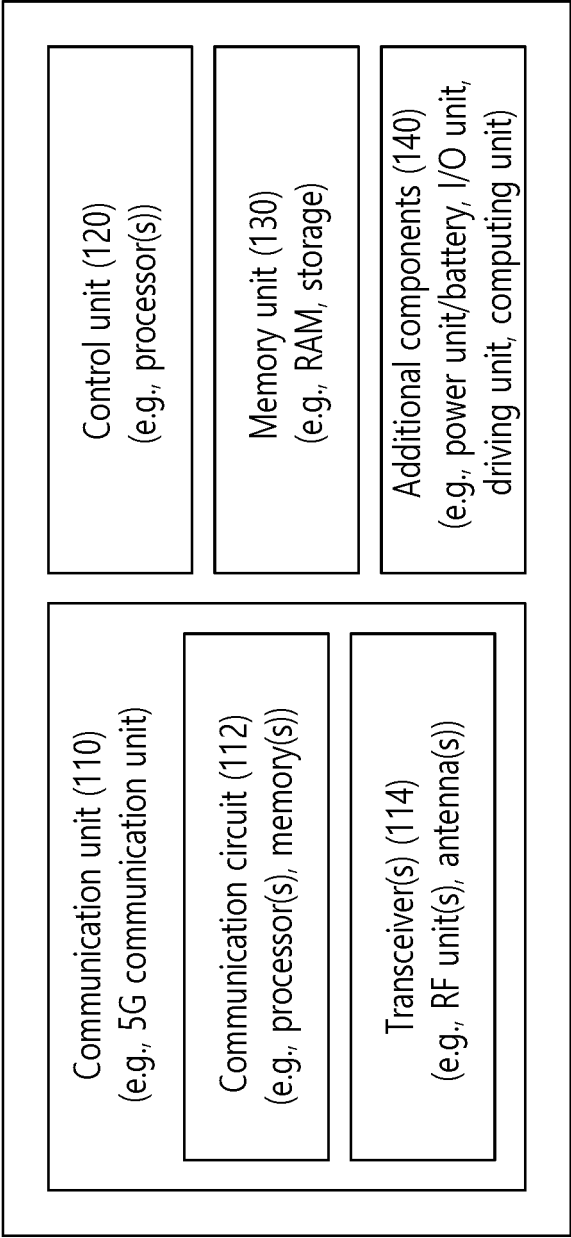 Communication unit (110)
(e.g., 5G communication unit)
Communication circuit (112)
(e.g., processor(s), memory(s))
Transceiver(s) (114)
(e.g., RF unit(s), antenna(s))
Control unit (120)
(e.g., processor(s))
Memory unit (130)
(e.g., RAM, storage)
Additional components (140)
(e.g., power unit/battery, I/O unit,
driving unit, computing unit)